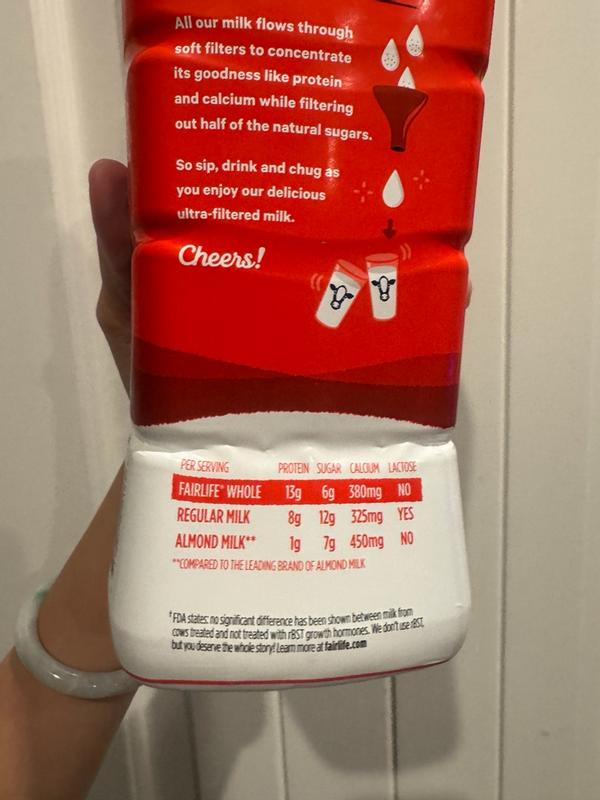 All our milk flows through
soft filters to concentrate
its goodness like protein
and calcium while filtering
out half of the natural sugars.
So sip, drink and chug as
you enjoy our delicious
ultra-filtered milk.
Cheers!
PER SERVING PROTEIN SUGAR CALCIUM LACTOSE
FAIRLIFE® WHOLE 13g 6g 380mg NO
REGULAR MILK 8g 12g 325mg YES
ALMOND MILK** 1g 7g 450mg NO
**COMPARED TO THE LEADING BRAND OF ALMOND MILK
†FDA states: no significant difference has been shown between milk from
cows treated and not treated with rBST growth hormones. We don't use rBST,
but you deserve the whole story! Learn more at fairlife.com